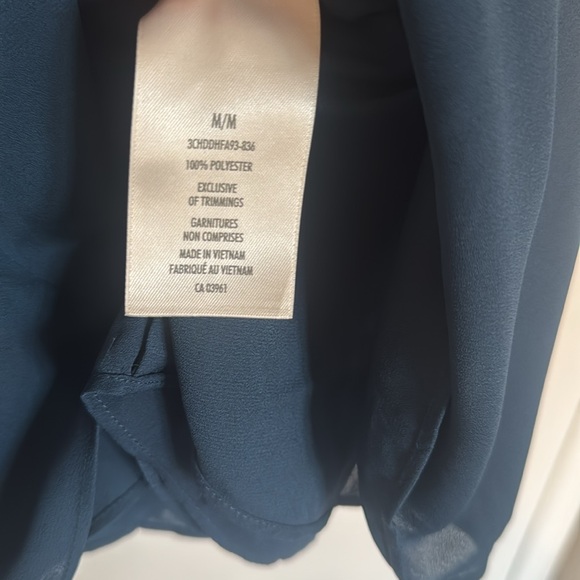 M/M
3CHDDHFA93-836
100% POLYESTER
EXCLUSIVE
OF TRIMMINGS
GARNITURES
NON COMPRISES
MADE IN VIETNAM
FABRIQUÉ AU VIETNAM
CA 03961